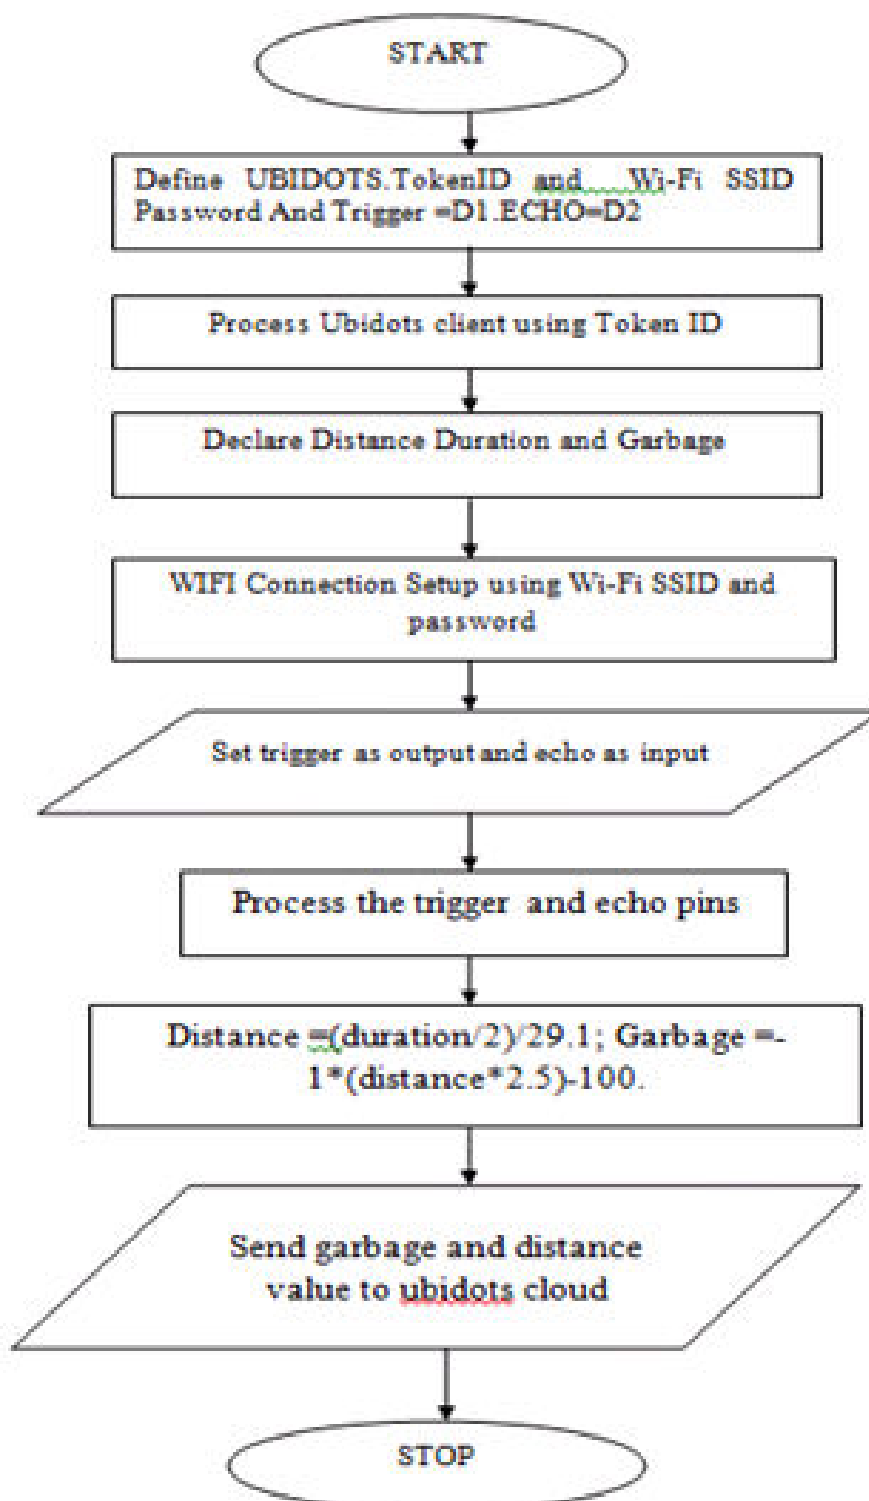 START
Define UBIDOTS.TokenID and Wi-Fi SSID
Password And Trigger =D1.ECHO=D2
Process Ubidots client using Token ID
Declare Distance Duration and Garbage
WIFI Connection Setup using Wi-Fi SSID and
password
Set trigger as output and echo as input
Process the trigger and echo pins
Distance =(duration/2)/29.1; Garbage =-
1*(distance*2.5)-100.
Send garbage and distance
value to ubidots cloud
STOP